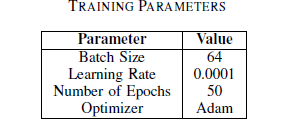 TRAINING PARAMETERS
Parameter Value
Batch Size 64
Learning Rate 0.0001
Number of Epochs 50
Optimizer Adam